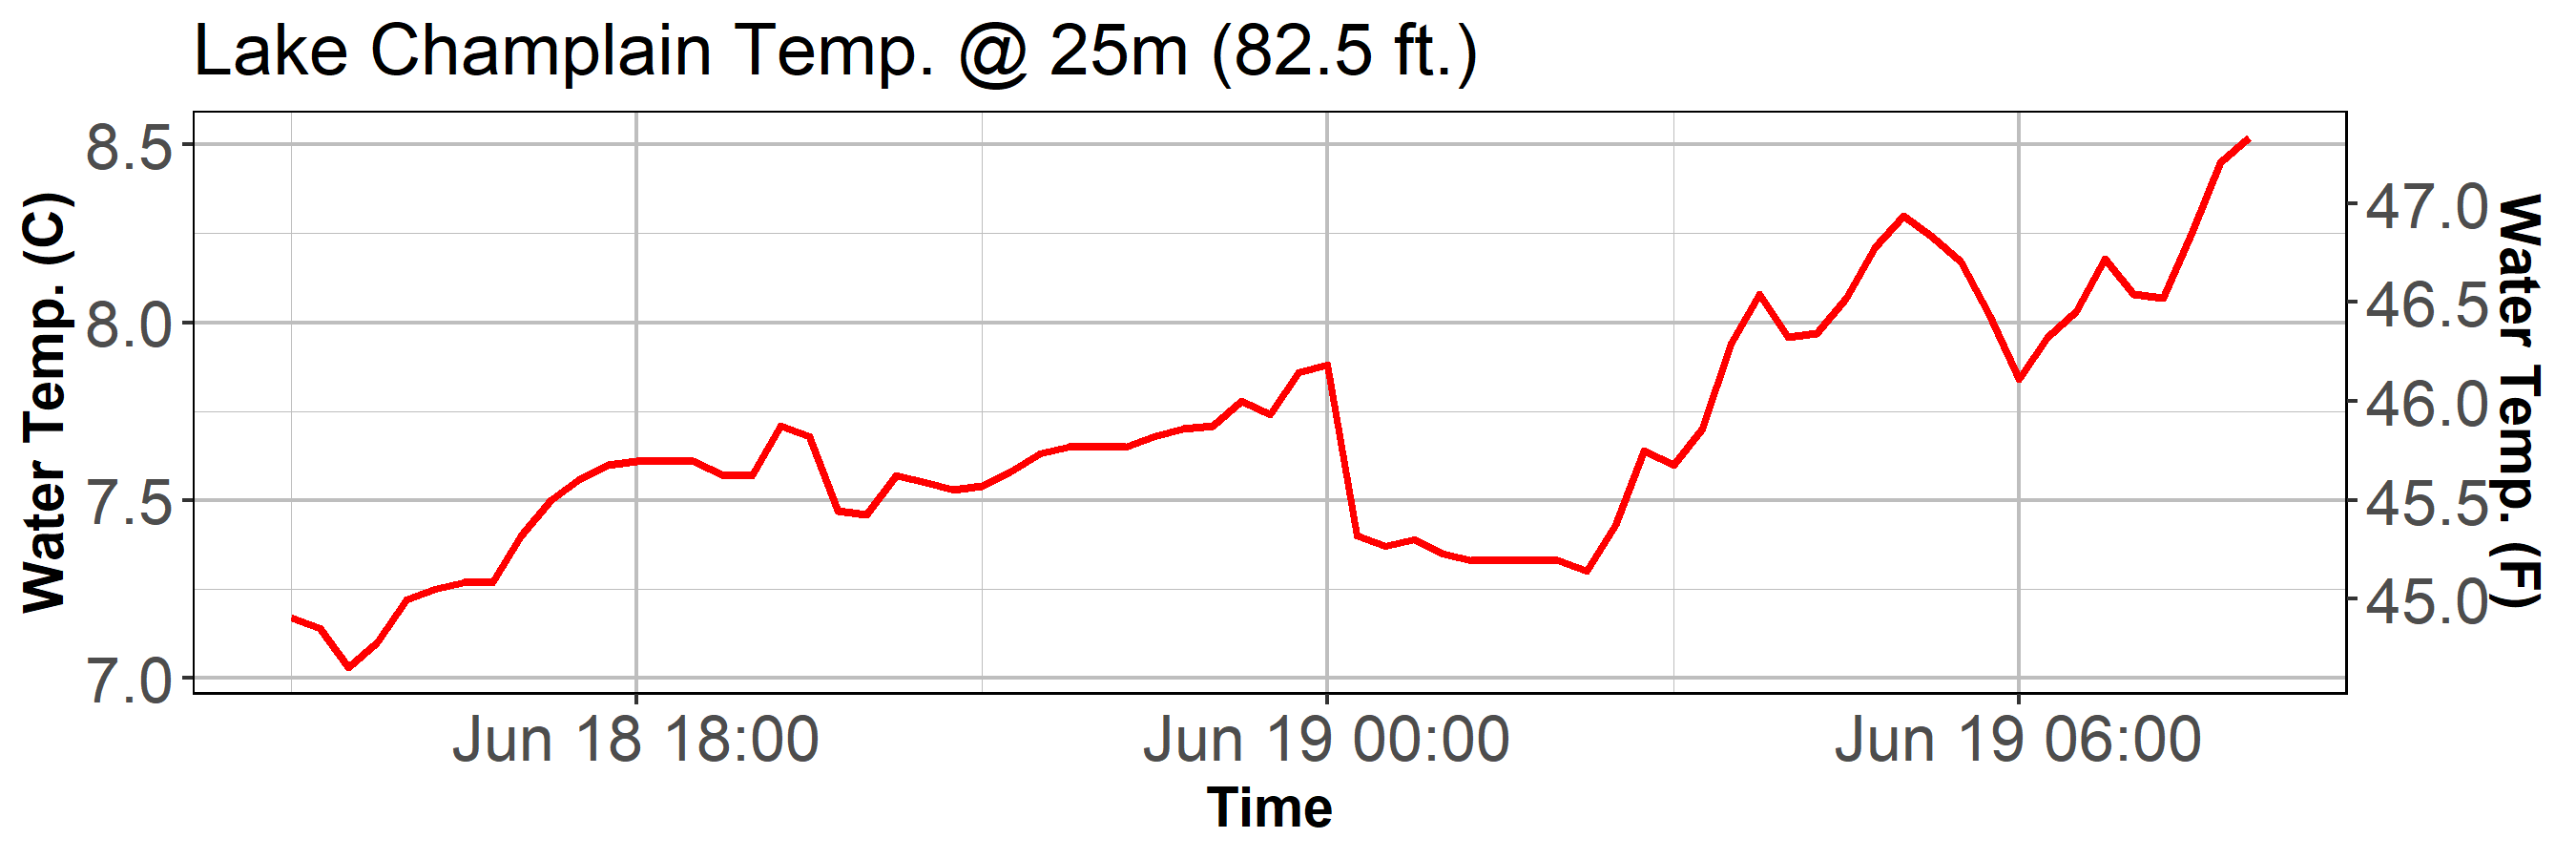 Lake Champlain Temp. @ 25m (82.5 ft.)
Water Temp. (C)
8.5
8.0
7.5
7.0
47.0
46.5
46.0
45.5
45.0
Water Temp. (F)
Jun 18 18:00
Jun 19 00:00
Jun 19 06:00
Time